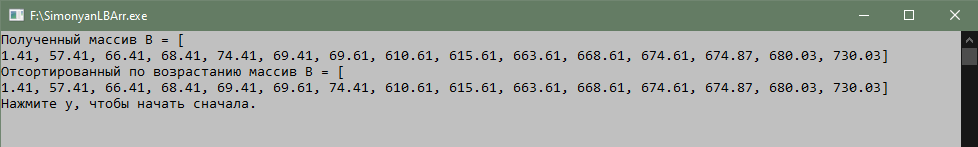 F:\SimonyanLBArr.exe
Полученный массив B = [
1.41, 57.41, 66.41, 68.41, 74.41, 69.41, 69.61, 610.61, 615.61, 663.61, 668.61, 674.61, 674.87, 680.03, 730.03]
Отсортированный по возрастанию массив B = [
1.41, 57.41, 66.41, 68.41, 69.41, 69.61, 74.41, 610.61, 615.61, 663.61, 668.61, 674.61, 674.87, 680.03, 730.03]
Нажмите y, чтобы начать сначала.